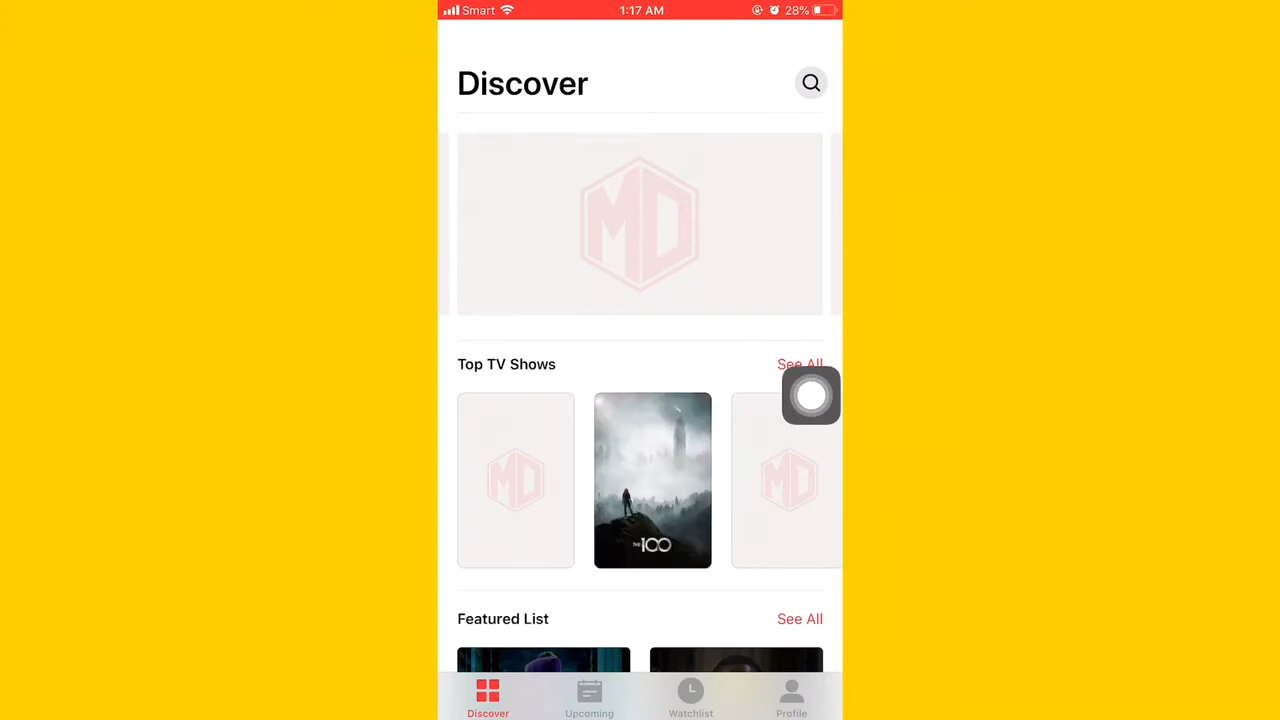 Smart 1:17 AM 28%
Discover
MD
Top TV Shows See All
MD THE 100 MD
Featured List See All
Discover Upcoming Watchlist Profile